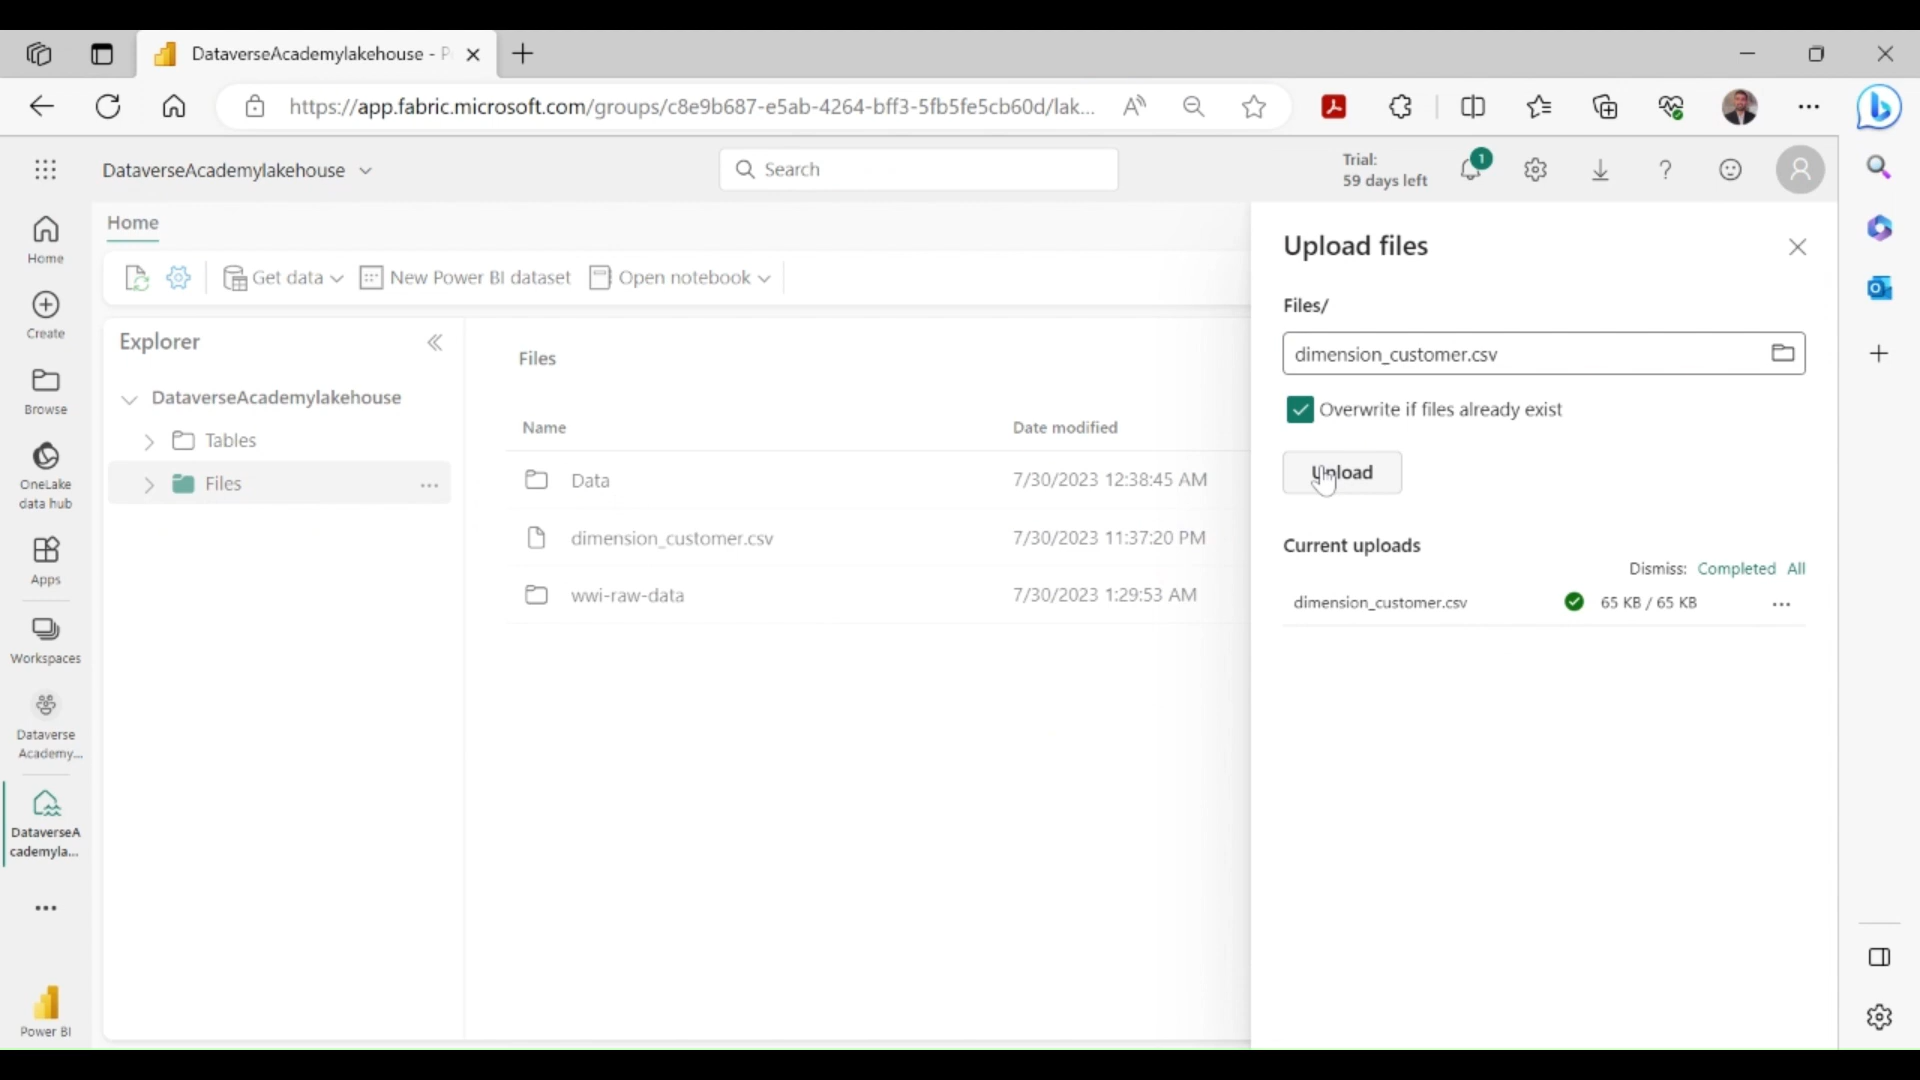 DataverseAcademylakehouse - P
https://app.fabric.microsoft.com/groups/c8e9b687-e5ab-4264-bff3-5fb5fe5cb60d/lak...
DataverseAcademylakehouse
Search
Trial:
59 days left
1
Home
Create
Browse
OneLake
data hub
Apps
Workspaces
Dataverse
Academy...
DataverseA
cademyla...
Power BI
Home
Get data
New Power BI dataset
Open notebook
Explorer
DataverseAcademylakehouse
Tables
Files
Files
Name Date modified
Data 7/30/2023 12:38:45 AM
dimension_customer.csv 7/30/2023 11:37:20 PM
wwi-raw-data 7/30/2023 1:29:53 AM
Upload files
Files/
dimension_customer.csv
Overwrite if files already exist
Upload
Current uploads
Dismiss: Completed All
dimension_customer.csv 65 KB / 65 KB